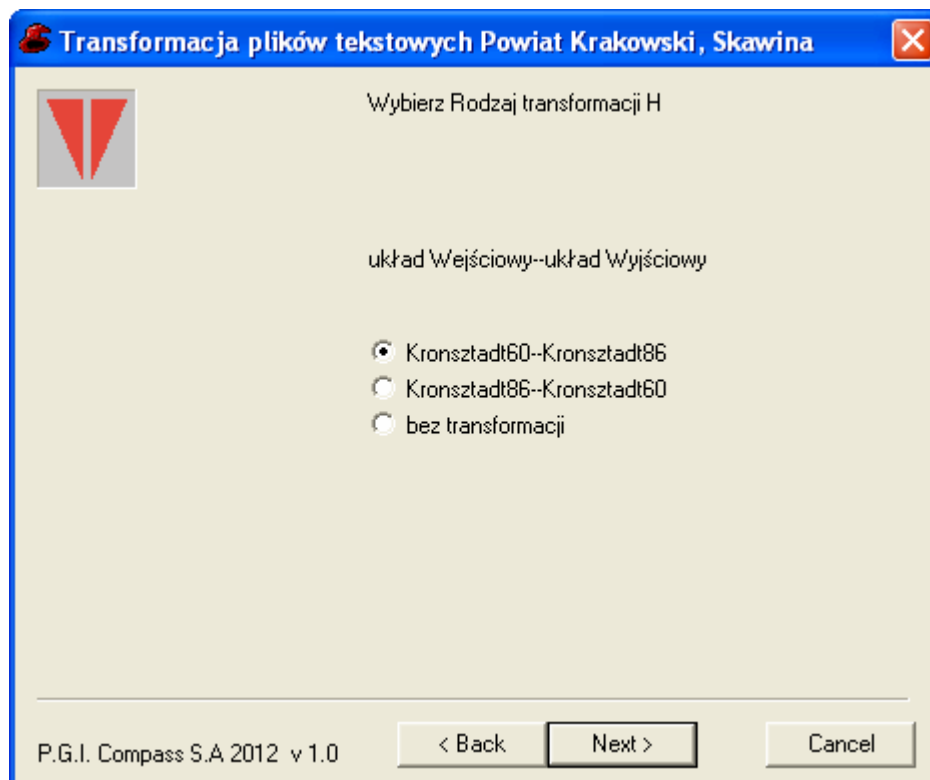 Transformacja plików tekstowych Powiat Krakowski, Skawina
Wybierz Rodzaj transformacji H
układ Wejściowy--układ Wyjściowy
Kronsztadt60--Kronsztadt86
Kronsztadt86--Kronsztadt60
bez transformacji
P.G.I. Compass S.A 2012 v 1.0
< Back
Next >
Cancel